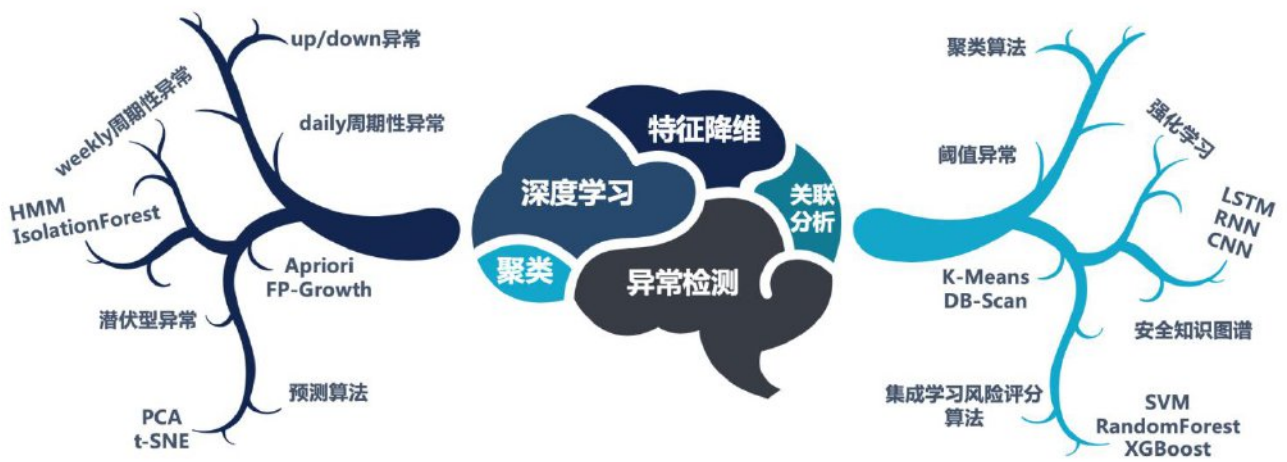 up/down异常
weekly周期性异常
daily周期性异常
HMM
IsolationForest
Apriori
FP-Growth
潜伏型异常
预测算法
PCA
t-SNE
特征降维
深度学习
关联
分析
聚类
异常检测
聚类算法
强化学习
阈值异常
LSTM
RNN
CNN
K-Means
DB-Scan
安全知识图谱
集成学习风险评分
算法
SVM
RandomForest
XGBoost